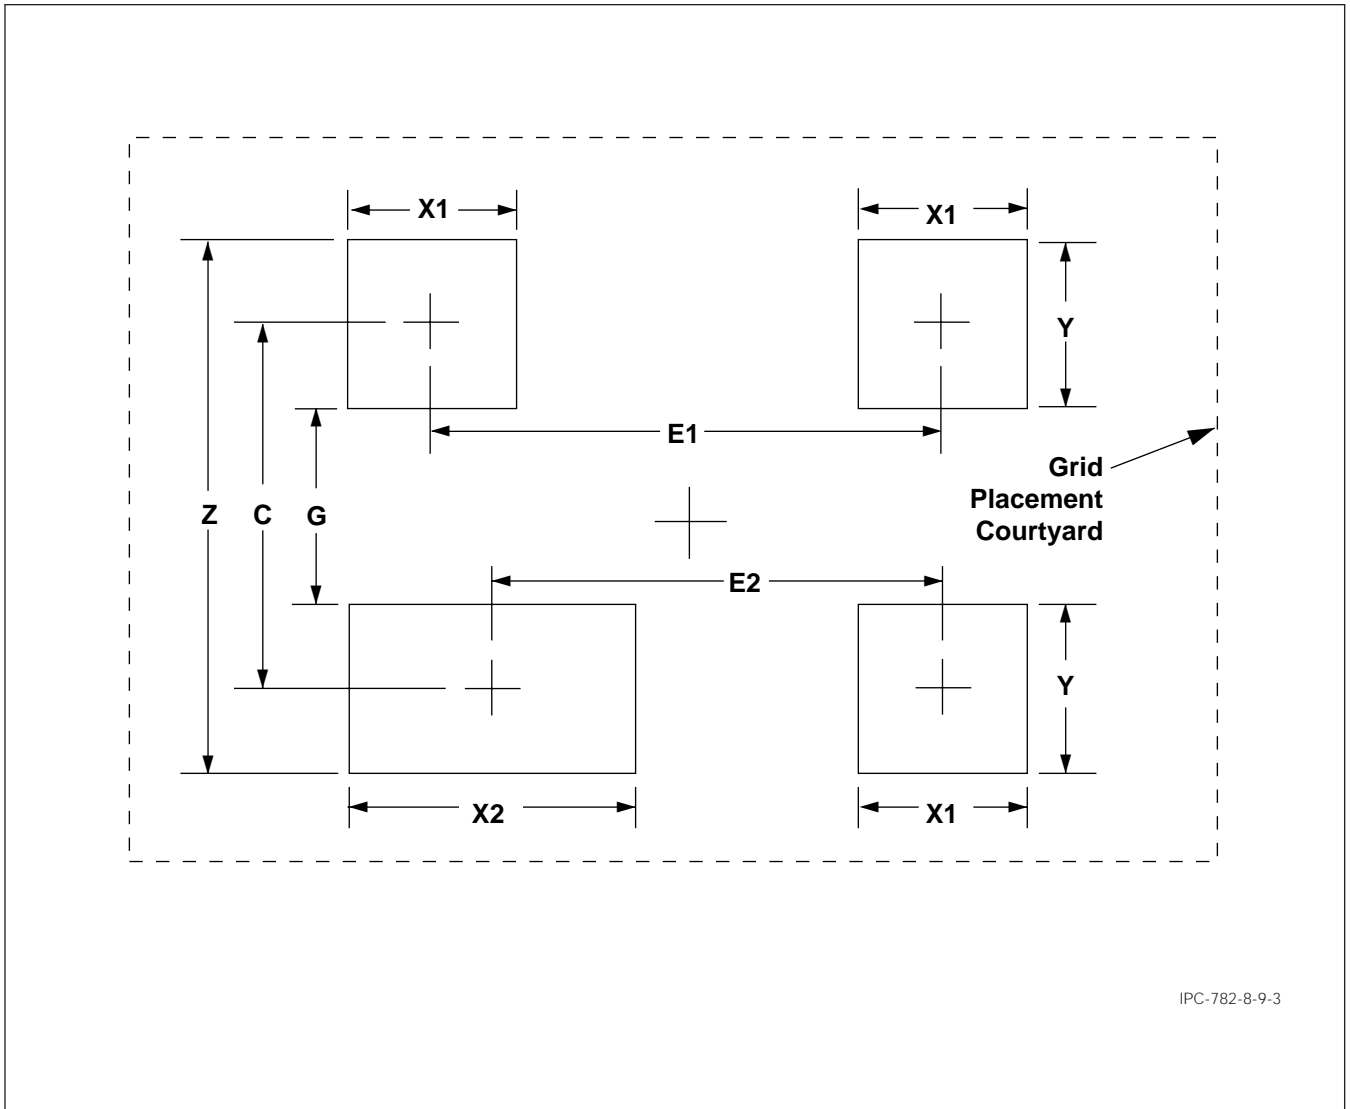 X1
X1
Y
E1
Grid
Placement
Courtyard
Z
C
G
E2
Y
X2
X1
IPC-782-8-9-3